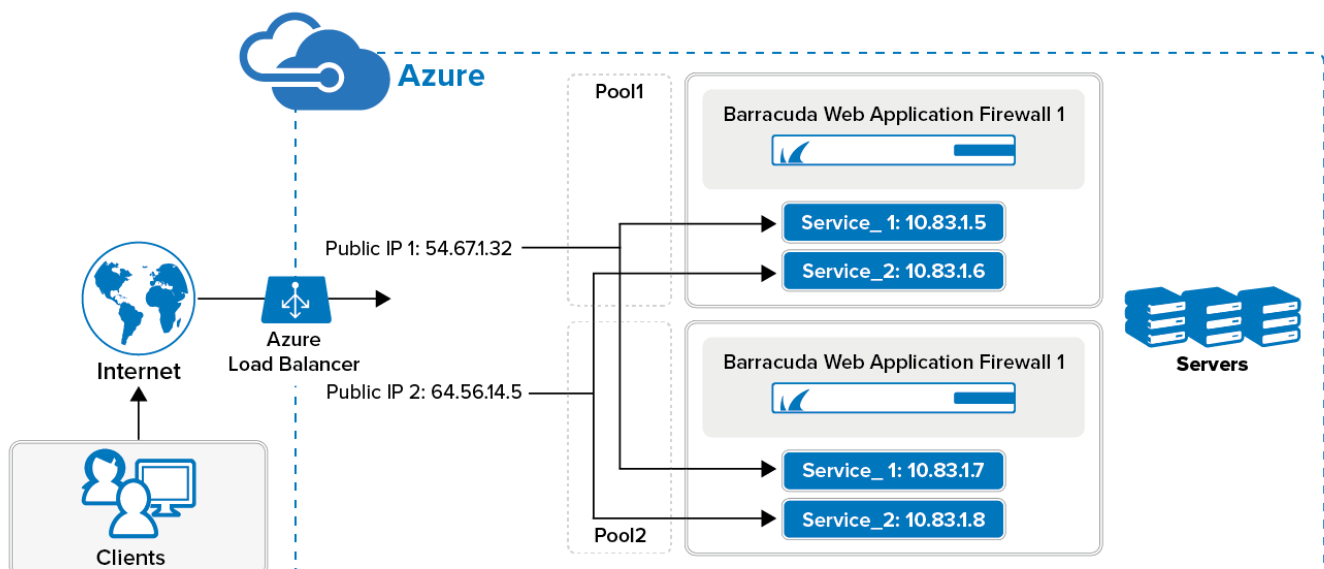 Azure
Pool1
Barracuda Web Application Firewall 1
Service_ 1: 10.83.1.5
Public IP 1: 54.67.1.32
Service_2: 10.83.1.6
Azure
Load Balancer
Internet
Servers
Barracuda Web Application Firewall 1
Public IP 2: 64.56.14.5
Service_ 1: 10.83.1.7
Service_2: 10.83.1.8
Pool2
Clients